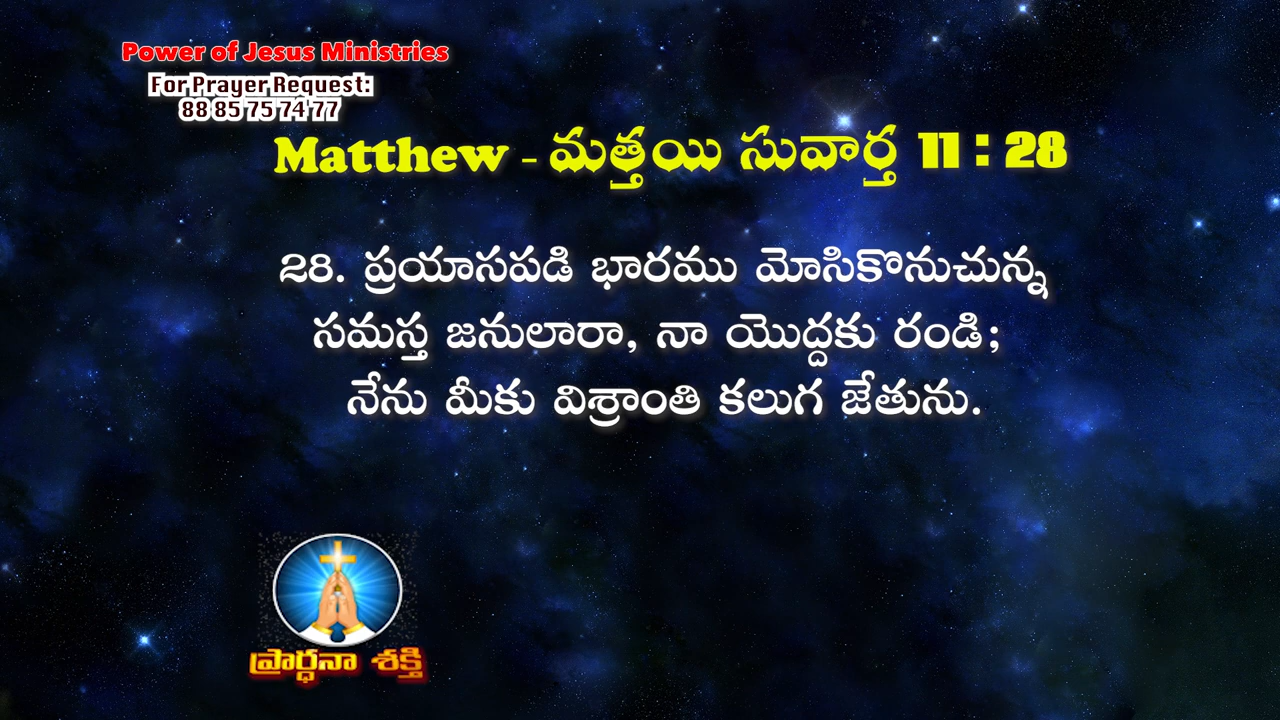 Power of Jesus Ministries
For Prayer Request:
88 85 75 74 77
Matthew - మత్తయి సువార్త 11 : 28
28. ప్రయాసపడి భారము మోసికొనుచున్న
సమస్త జనులారా, నా యొద్దకు రండి;
నేను మీకు విశ్రాంతి కలుగ జేతును.
ప్రార్ధనా శక్తి